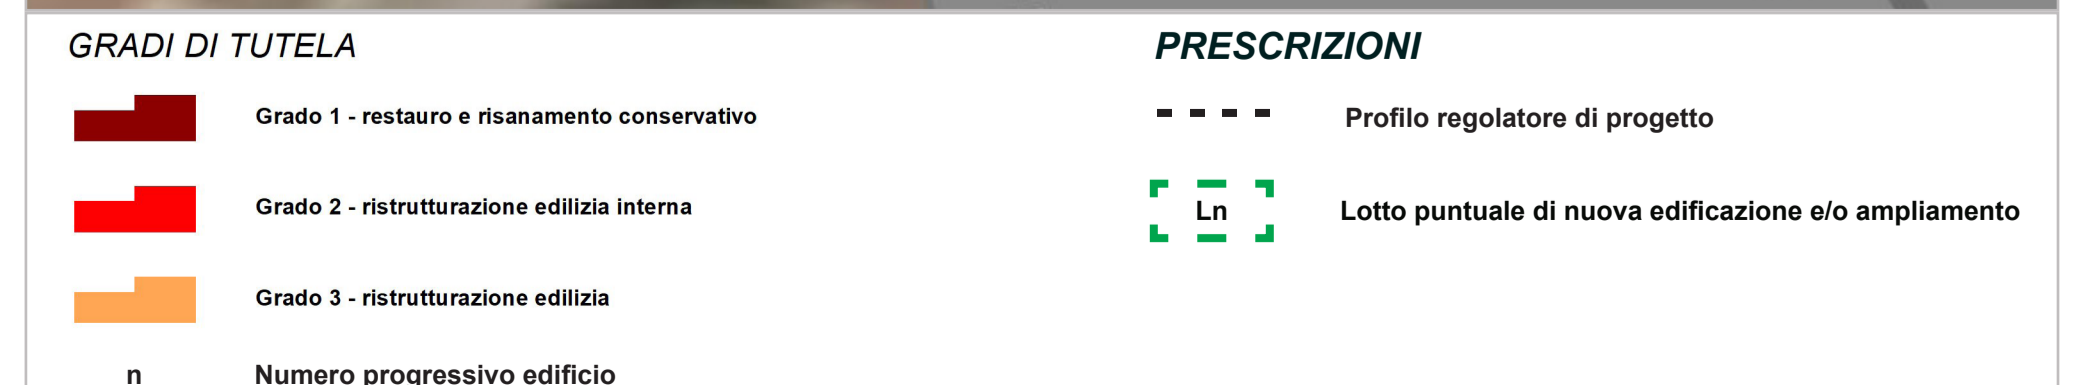 GRADI DI TUTELA
Grado 1 - restauro e risanamento conservativo
Grado 2 - ristrutturazione edilizia interna
Grado 3 - ristrutturazione edilizia
n Numero progressivo edificio
PRESCRIZIONI
Profilo regolatore di progetto
Ln Lotto puntuale di nuova edificazione e/o ampliamento